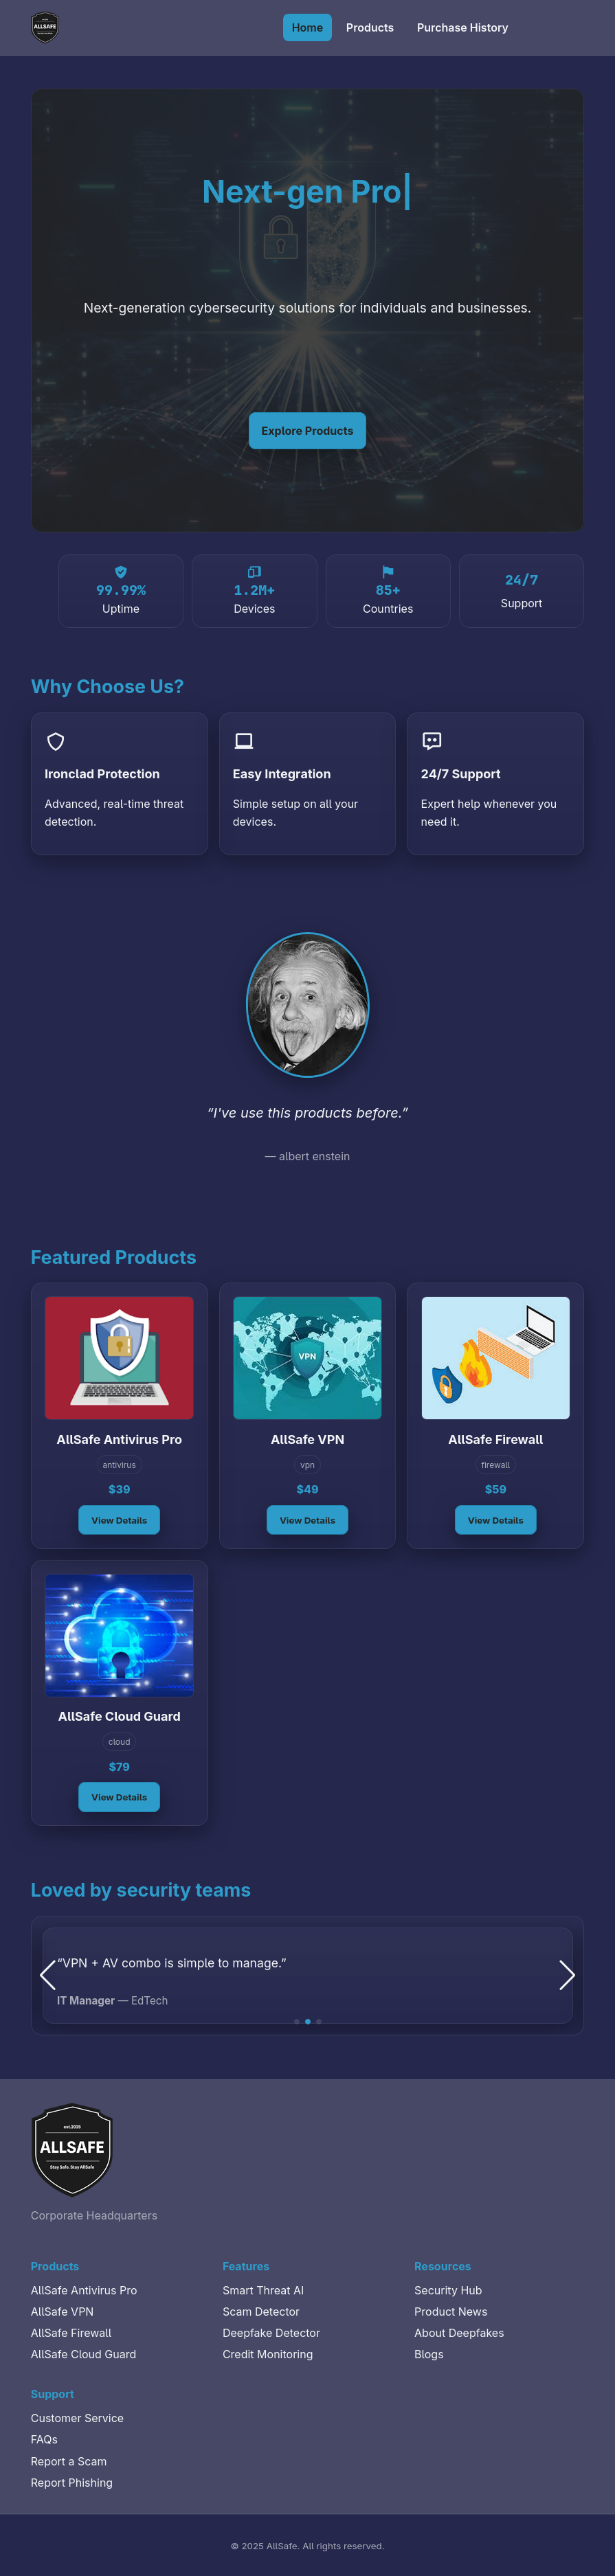 ALLSAFE
Home Products Purchase History
Next-gen Pro|
Next-generation cybersecurity solutions for individuals and businesses.
Explore Products
99.99% 1.2M+ 85+ 24/7
Uptime Devices Countries Support
Why Choose Us?
Ironclad Protection Easy Integration 24/7 Support
Advanced, real-time threat Simple setup on all your Expert help whenever you
detection. devices. need it.
“I've use this products before.”
— albert enstein
Featured Products
VPN
AllSafe Antivirus Pro AllSafe VPN AllSafe Firewall
antivirus vpn firewall
$39 $49 $59
View Details View Details View Details
AllSafe Cloud Guard
cloud
$79
View Details
Loved by security teams
“VPN + AV combo is simple to manage.”
IT Manager — EdTech
est.2025
ALLSAFE
Stay Safe. Stay AllSafe
Corporate Headquarters
Products Features Resources
AllSafe Antivirus Pro Smart Threat AI Security Hub
AllSafe VPN Scam Detector Product News
AllSafe Firewall Deepfake Detector About Deepfakes
AllSafe Cloud Guard Credit Monitoring Blogs
Support
Customer Service
FAQs
Report a Scam
Report Phishing
© 2025 AllSafe. All rights reserved.